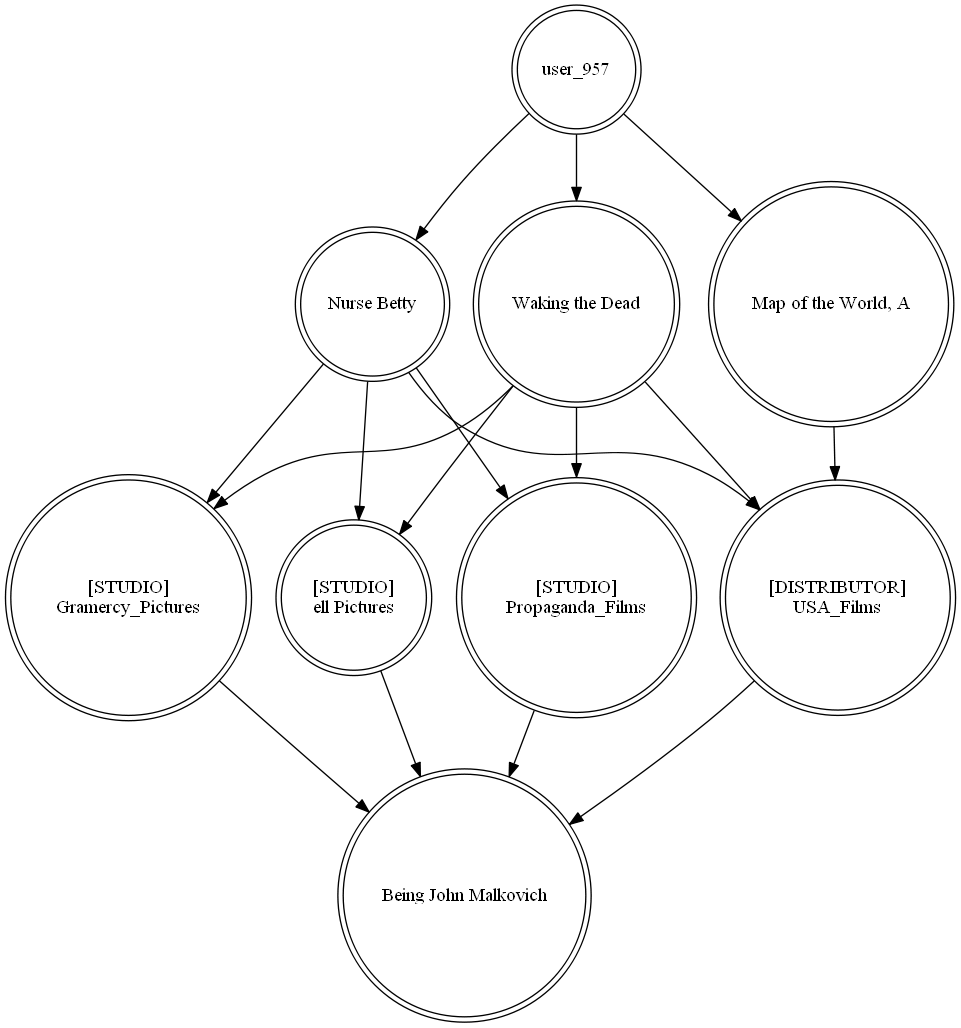 user_957
Nurse Betty
Waking the Dead
Map of the World, A
[STUDIO]
Gramercy_Pictures
[STUDIO]
ell Pictures
[STUDIO]
Propaganda_Films
[DISTRIBUTOR]
USA_Films
Being John Malkovich